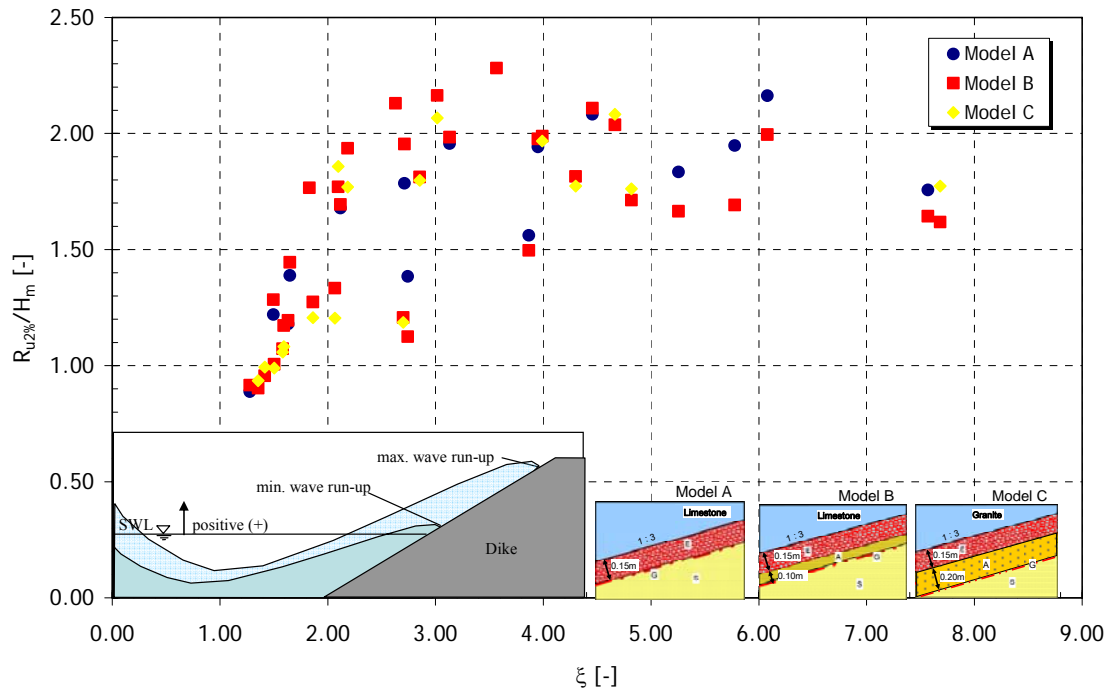 2.50
2.00
1.50
1.00
0.50
0.00
R_u2%/H_m [-]
Model A
Model B
Model C
max. wave run-up
min. wave run-up
SWL
positive (+)
Dike
Model A
Limestone
1 : 3
E
0.15m
G
S
Model B
Limestone
1 : 3
E
A
G
0.15m
0.10m
S
Model C
Granite
1 : 3
E
0.15m
A
G
0.20m
S
0.00 1.00 2.00 3.00 4.00 5.00 6.00 7.00 8.00 9.00
ξ [-]